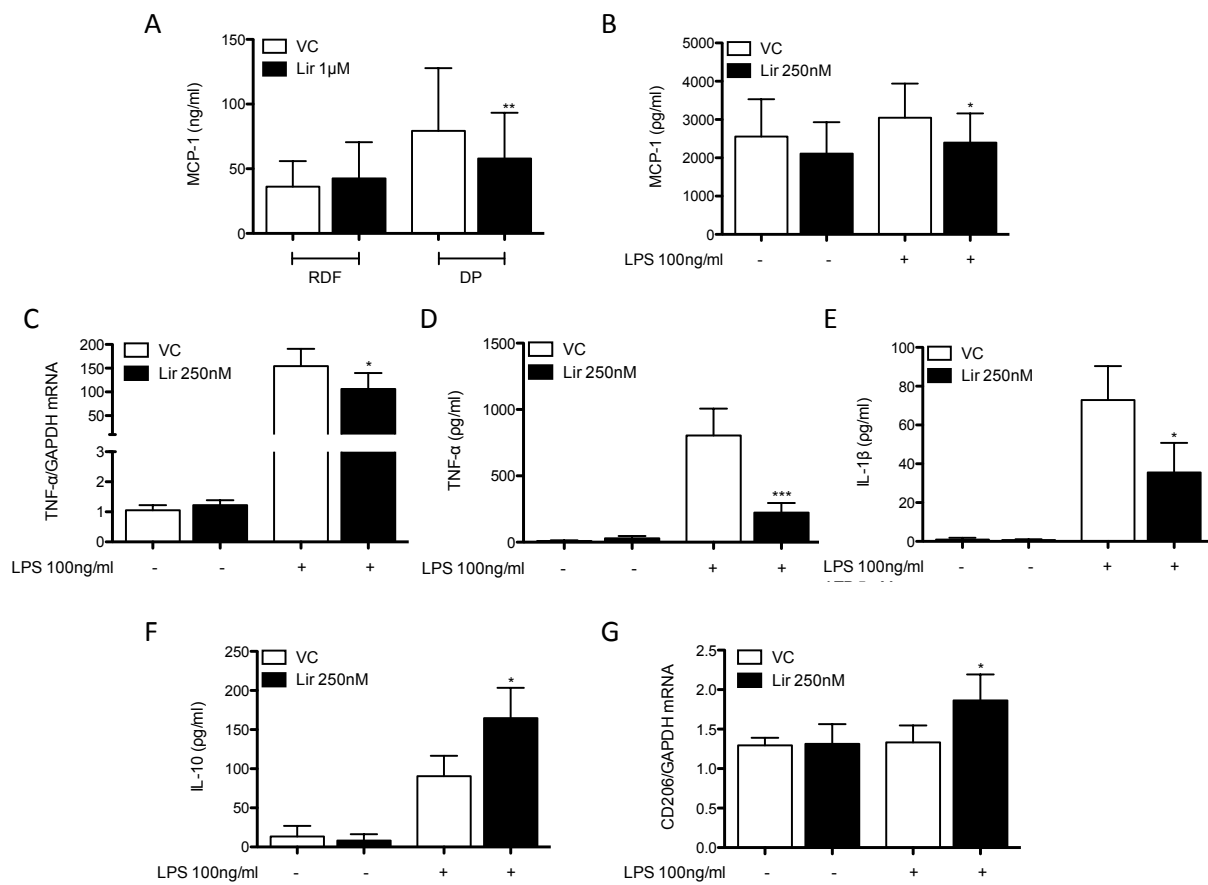 A
MCP-1 (ng/ml)
150
100
50
0
VC
Lir 1µM
**
RDF
DP
B
MCP-1 (ρg/ml)
5000
4000
3000
2000
1000
0
VC
Lir 250nM
*
LPS 100ng/ml - - + +
C
TNF-α/GAPDH mRNA
200
150
100
50
3
2
1
0
VC
Lir 250nM
*
LPS 100ng/ml - - + +
D
TNF-α (ρg/ml)
1500
1000
500
0
VC
Lir 250nM
***
LPS 100ng/ml - - + +
E
IL-1β (ρg/ml)
100
80
60
40
20
0
VC
Lir 250nM
*
LPS 100ng/ml - - + +
F
IL-10 (ρg/ml)
250
200
150
100
50
0
VC
Lir 250nM
*
LPS 100ng/ml - - + +
G
CD206/GAPDH mRNA
2.5
2.0
1.5
1.0
0.5
0.0
VC
Lir 250nM
*
LPS 100ng/ml - - + +